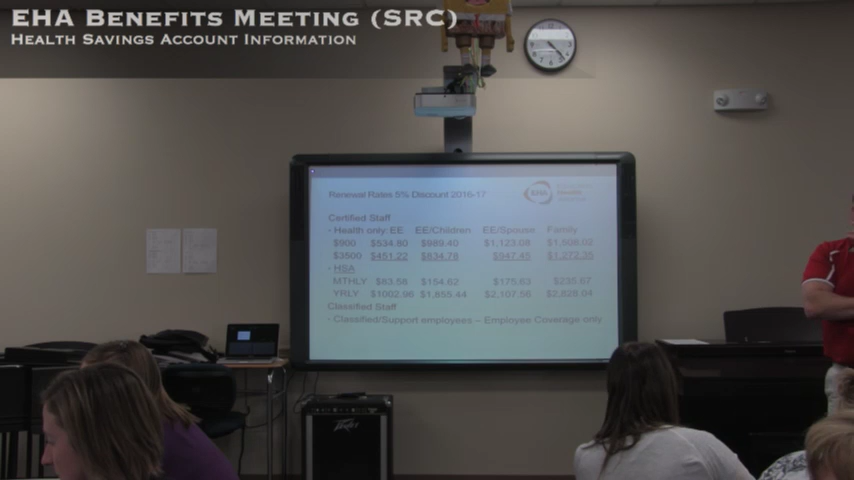 EHA Benefits Meeting (SRC)
Health Savings Account Information
Renewal Rates 5% Discount 2016-17
EHA
Certified Staff
- Health only: EE EE/Children EE/Spouse Family
$900 $534.80 $989.40 $1,123.08 $1,508.02
$3500 $451.22 $834.78 $947.45 $1,272.35
- HSA
MTHLY $83.58 $154.62 $175.63 $235.67
YRLY $1002.96 $1,855.44 $2,107.56 $2,828.04
Classified Staff
- Classified/Support employees – Employee Coverage only
PEAVEY